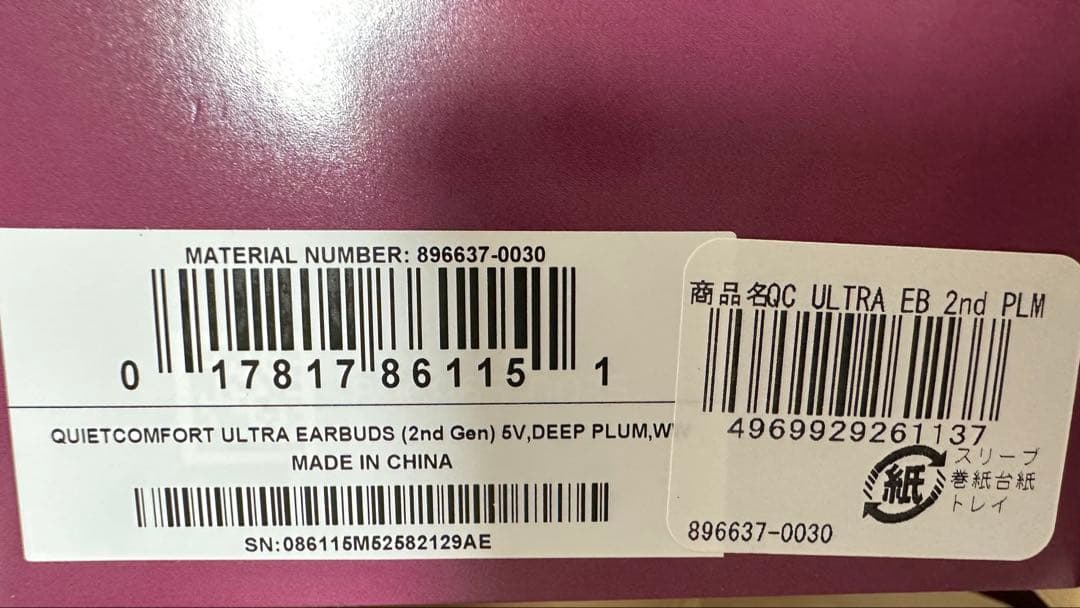 MATERIAL NUMBER: 896637-0030
0 17817 86115 1
QUIETCOMFORT ULTRA EARBUDS (2nd Gen) 5V,DEEP PLUM,WW
MADE IN CHINA
SN:086115M52582129AE
商品名QC ULTRA EB 2nd PLM
4969929261137
紙
スリーブ
巻紙台紙
トレイ
896637-0030